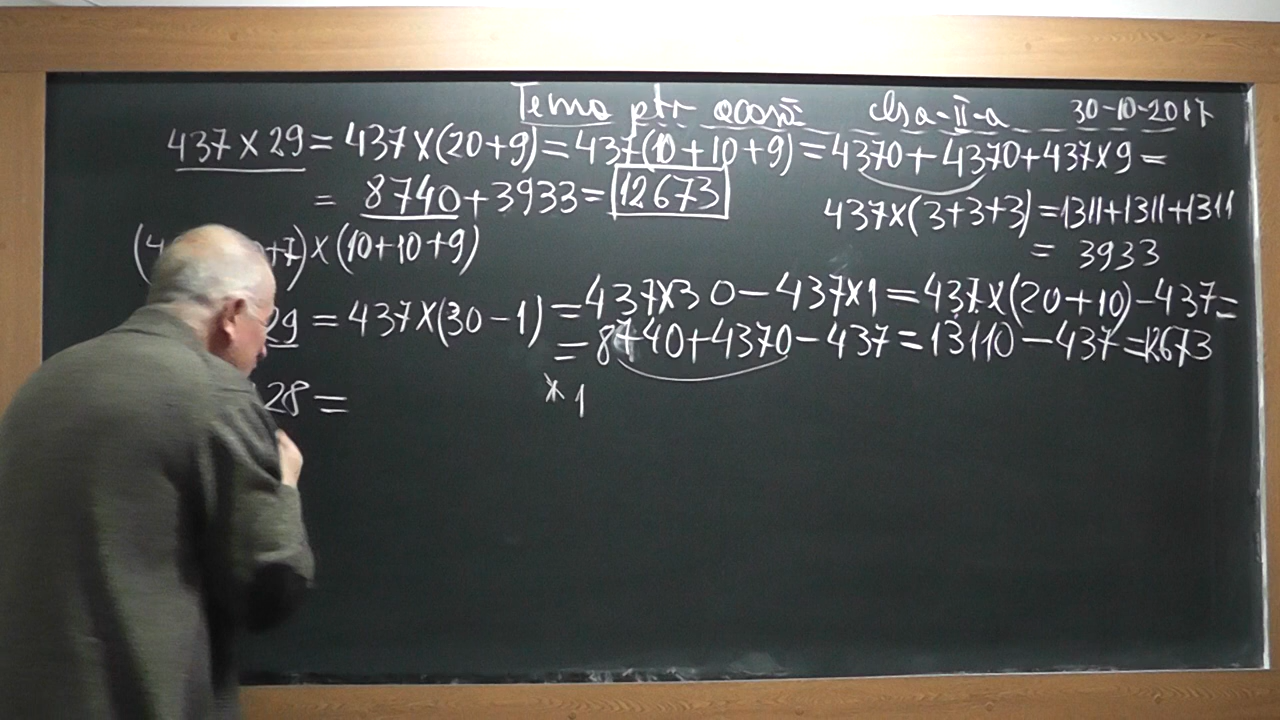 Tema ptr acasă clsa-II-a 30-10-2017
437 × 29 = 437 × (20+9) = 437(10+10+9) = 4370 + 4370 + 437×9 =
= 8740 + 3933 = 12673
437×(3+3+3) = 1311+1311+1311
= 3933
+7) × (10+10+9)
29 = 437×(30-1) = 437×30 - 437×1 = 437×(20+10) - 437 =
= 8740 + 4370 - 437 = 13110 - 437 = 12673
28 =
* 1